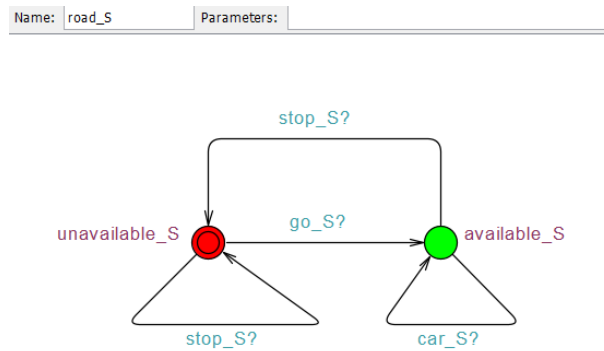 Name: road_S Parameters:
stop_S?
unavailable_S go_S? available_S
stop_S? car_S?